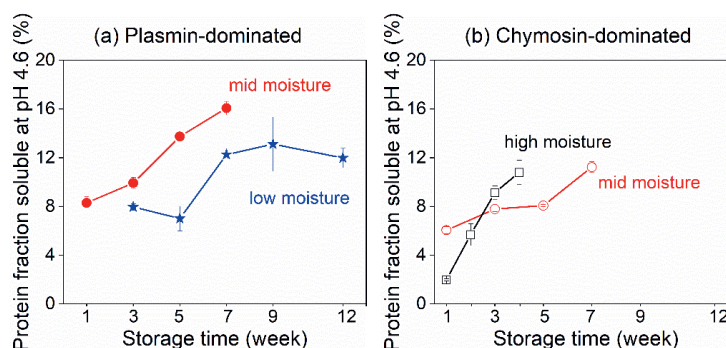 (a) Plasmin-dominated
Protein fraction soluble at pH 4.6 (%)
20
16
12
8
4
0
mid moisture
low moisture
1 3 5 7 9 12
Storage time (week)
(b) Chymosin-dominated
Protein fraction soluble at pH 4.6 (%)
20
16
12
8
4
0
high moisture
mid moisture
1 3 5 7 9 12
Storage time (week)